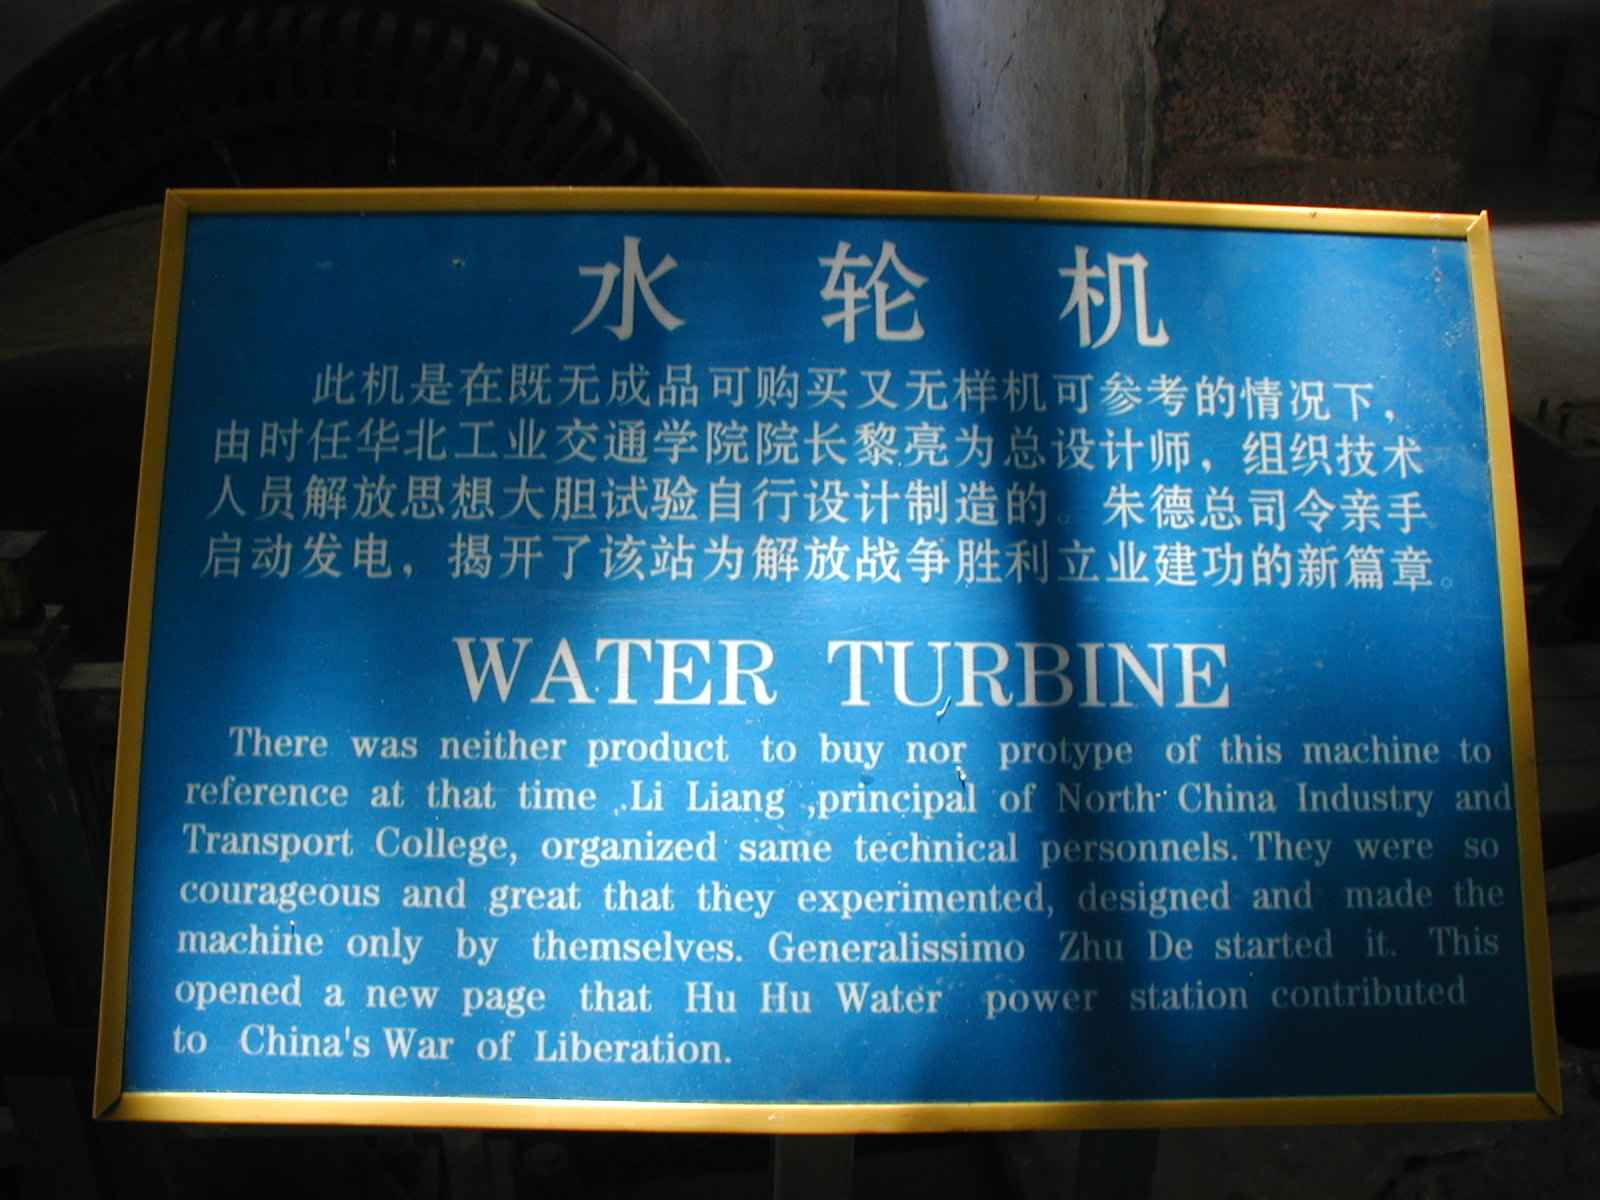 水 轮 机
此机是在既无成品可购买又无样机可参考的情况下，
由时任华北工业交通学院院长黎亮为总设计师，组织技术
人员解放思想大胆试验自行设计制造的。朱德总司令亲手
启动发电，揭开了该站为解放战争胜利立业建功的新篇章。
WATER TURBINE
There was neither product to buy nor protype of this machine to
reference at that time ,Li Liang ,principal of North China Industry and
Transport College, organized same technical personnels. They were so
courageous and great that they experimented, designed and made the
machine only by themselves. Generalissimo Zhu De started it. This
opened a new page that Hu Hu Water power station contributed
to China's War of Liberation.